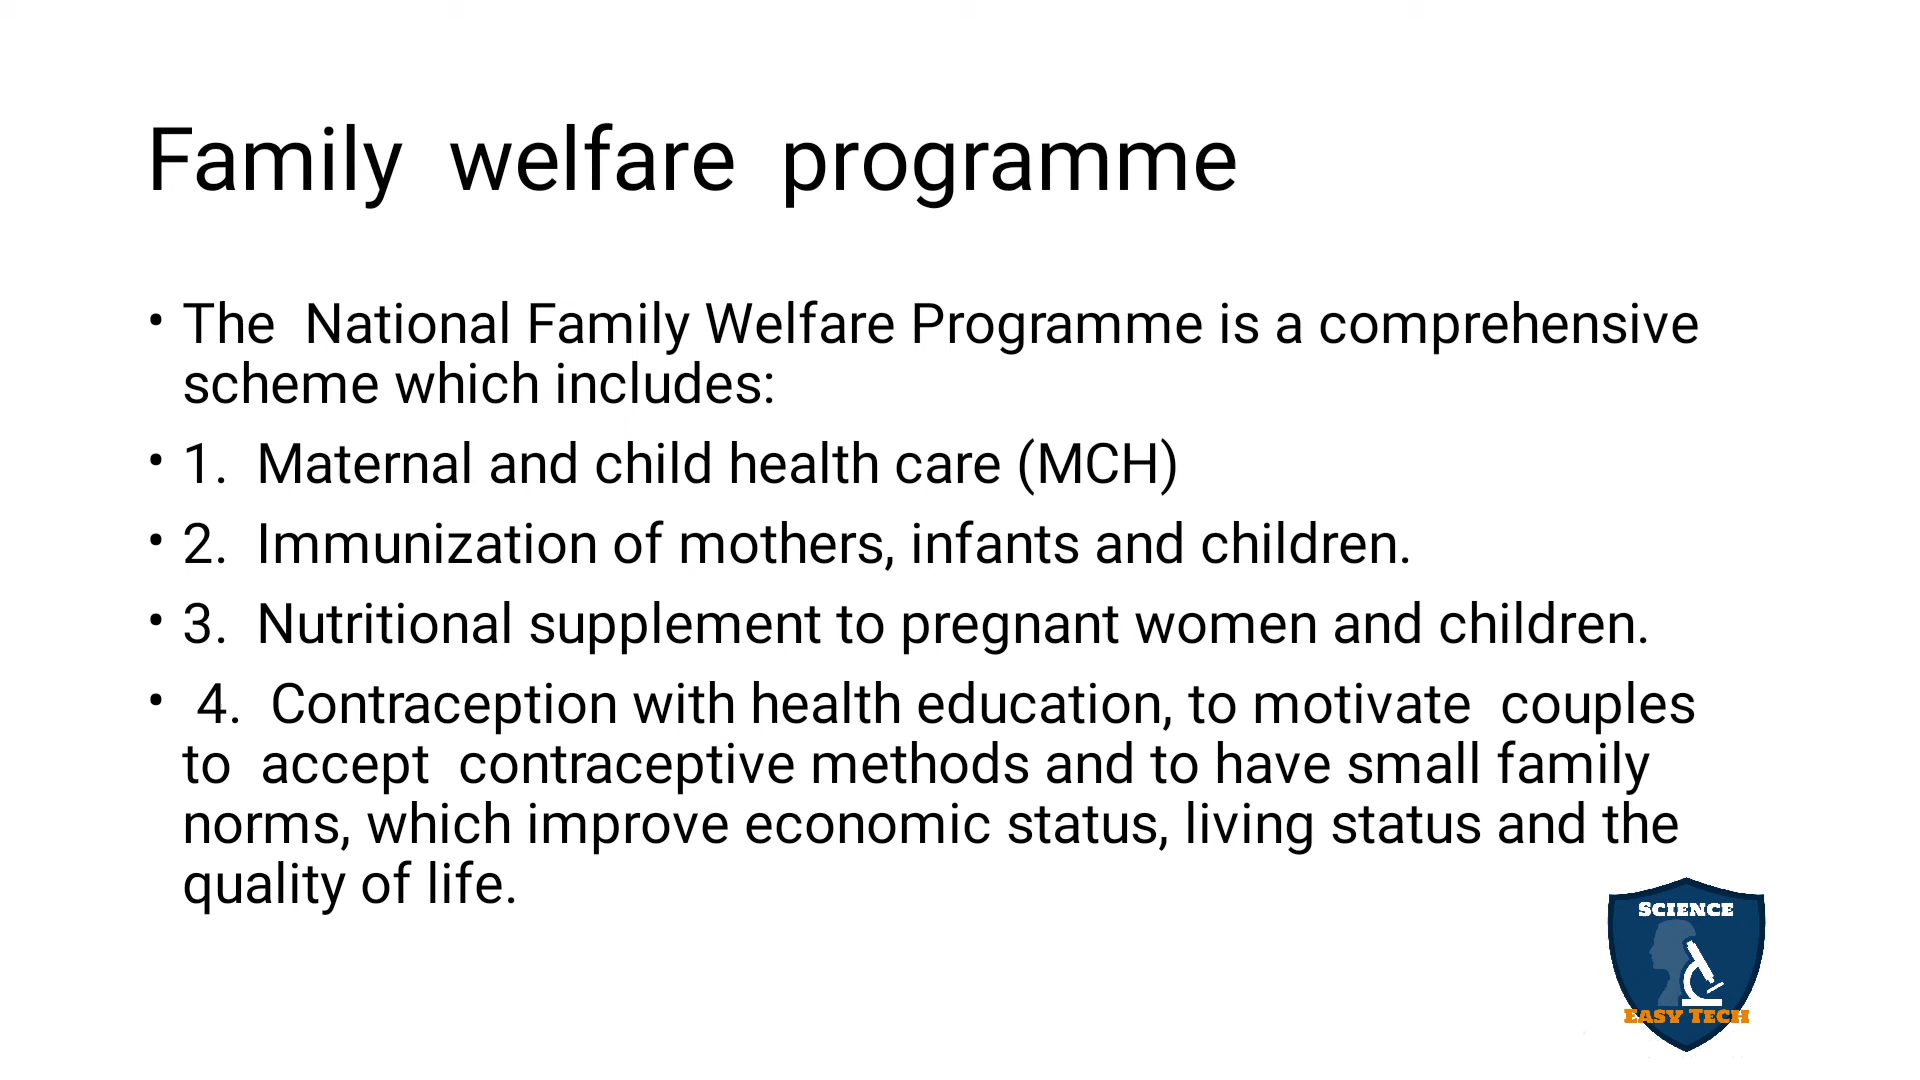 Family  welfare  programme
• The  National Family Welfare Programme is a comprehensive
scheme which includes:
• 1.  Maternal and child health care (MCH)
• 2.  Immunization of mothers, infants and children.
• 3.  Nutritional supplement to pregnant women and children.
•  4.  Contraception with health education, to motivate  couples
to  accept  contraceptive methods and to have small family
norms, which improve economic status, living status and the
quality of life.
SCIENCE
EASY TECH